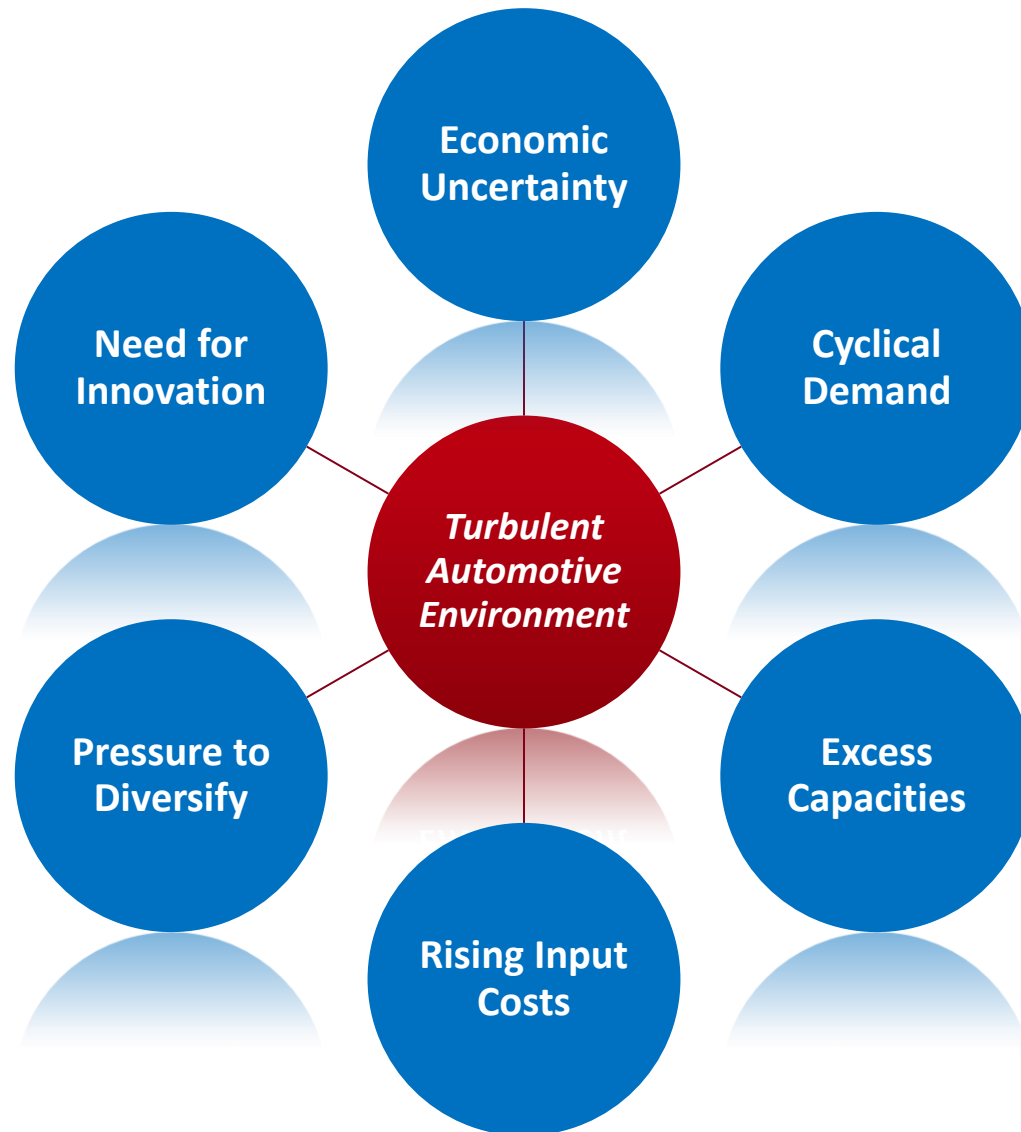 Economic
Uncertainty
Need for
Innovation
Cyclical
Demand
Turbulent
Automotive
Environment
Pressure to
Diversify
Excess
Capacities
Rising Input
Costs